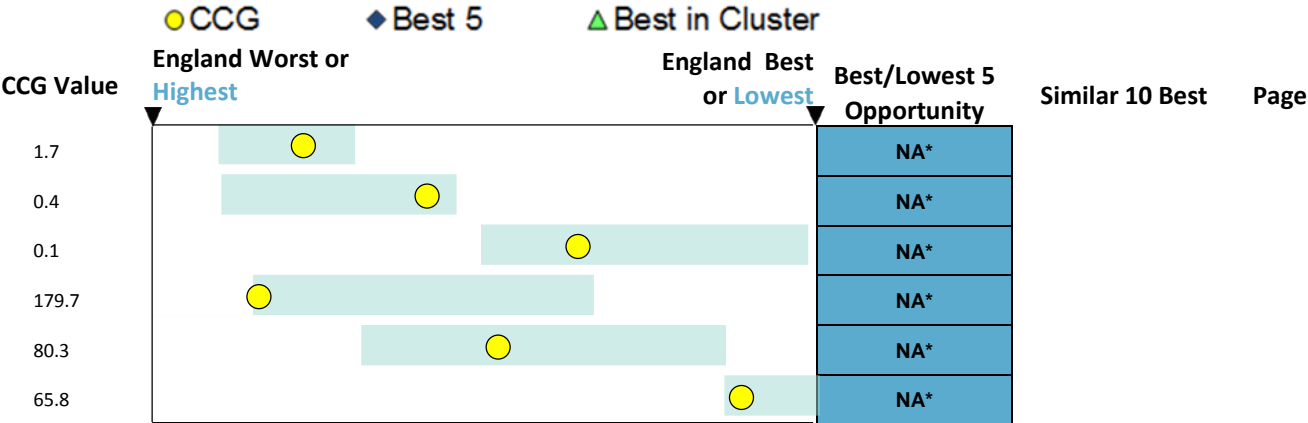 CCG Best 5 Best in Cluster
CCG Value England Worst or Highest England Best or Lowest Best/Lowest 5 Opportunity Similar 10 Best Page
1.7 NA*
0.4 NA*
0.1 NA*
179.7 NA*
80.3 NA*
65.8 NA*